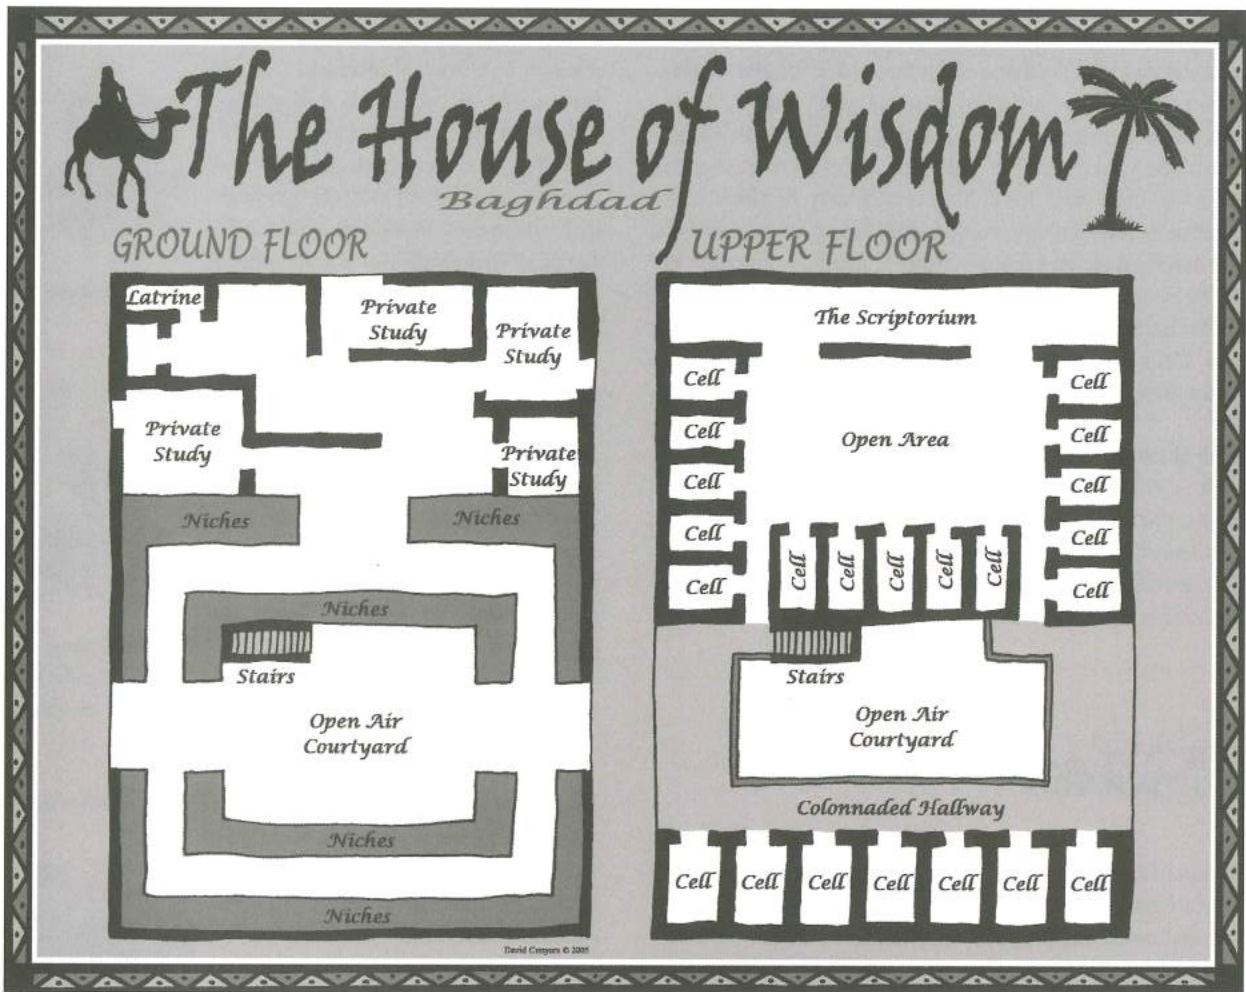 The House of Wisdom
Baghdad
GROUND FLOOR
Latrine
Private
Study
Private
Study
Private
Study
Private
Study
Niches
Niches
Niches
Stairs
Open Air
Courtyard
Niches
Niches
David Cmyers © 2005
UPPER FLOOR
The Scriptorium
Cell
Cell
Open Area
Cell
Cell
Cell
Cell
Cell
Cell
Cell
Cell
Cell
Cell
Cell
Cell
Cell
Stairs
Open Air
Courtyard
Colonnaded Hallway
Cell
Cell
Cell
Cell
Cell
Cell
Cell